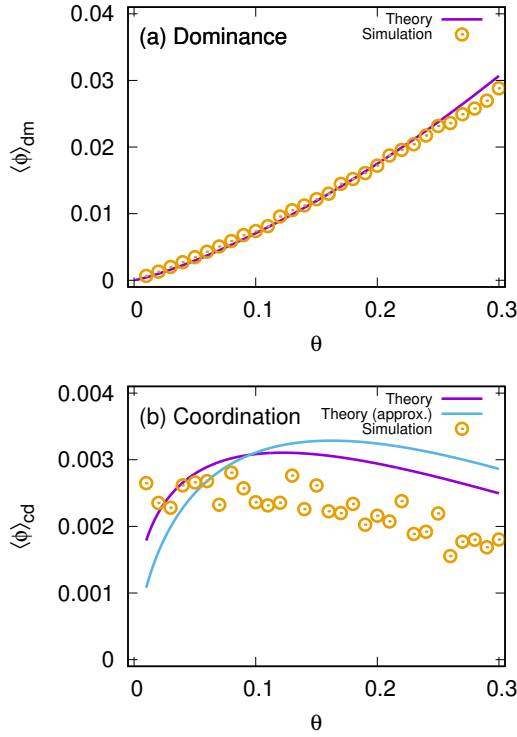 0.04
(a) Dominance
Theory
Simulation
0.03
⟨ϕ⟩dm
0.02
0.01
0
0 0.1 0.2 0.3
θ
0.004
(b) Coordination
Theory
Theory (approx.)
Simulation
0.003
⟨ϕ⟩cd
0.002
0.001
0
0 0.1 0.2 0.3
θ